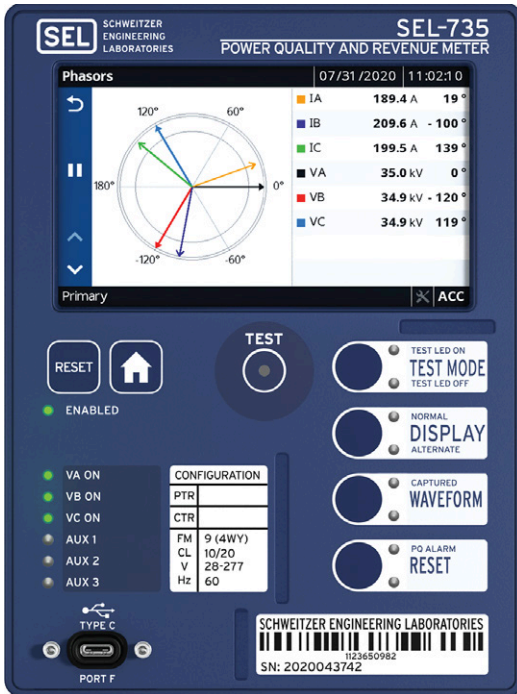 SEL SCHWEITZER
ENGINEERING
LABORATORIES
SEL-735
POWER QUALITY AND REVENUE METER
Phasors 07/31/2020 11:02:10
120° 60°
180° 0°
-120° -60°
IA 189.4 A 19°
IB 209.6 A -100°
IC 199.5 A 139°
VA 35.0 kV 0°
VB 34.9 kV -120°
VC 34.9 kV 119°
Primary ACC
RESET
ENABLED
TEST
TEST LED ON
TEST MODE
TEST LED OFF
NORMAL
DISPLAY
ALTERNATE
CAPTURED
WAVEFORM
PQ ALARM
RESET
VA ON
VB ON
VC ON
AUX 1
AUX 2
AUX 3
CONFIGURATION
PTR
CTR
FM 9 (4WY)
CL 10/20
V 28-277
Hz 60
TYPE C
PORT F
SCHWEITZER ENGINEERING LABORATORIES
1123650982
SN: 2020043742